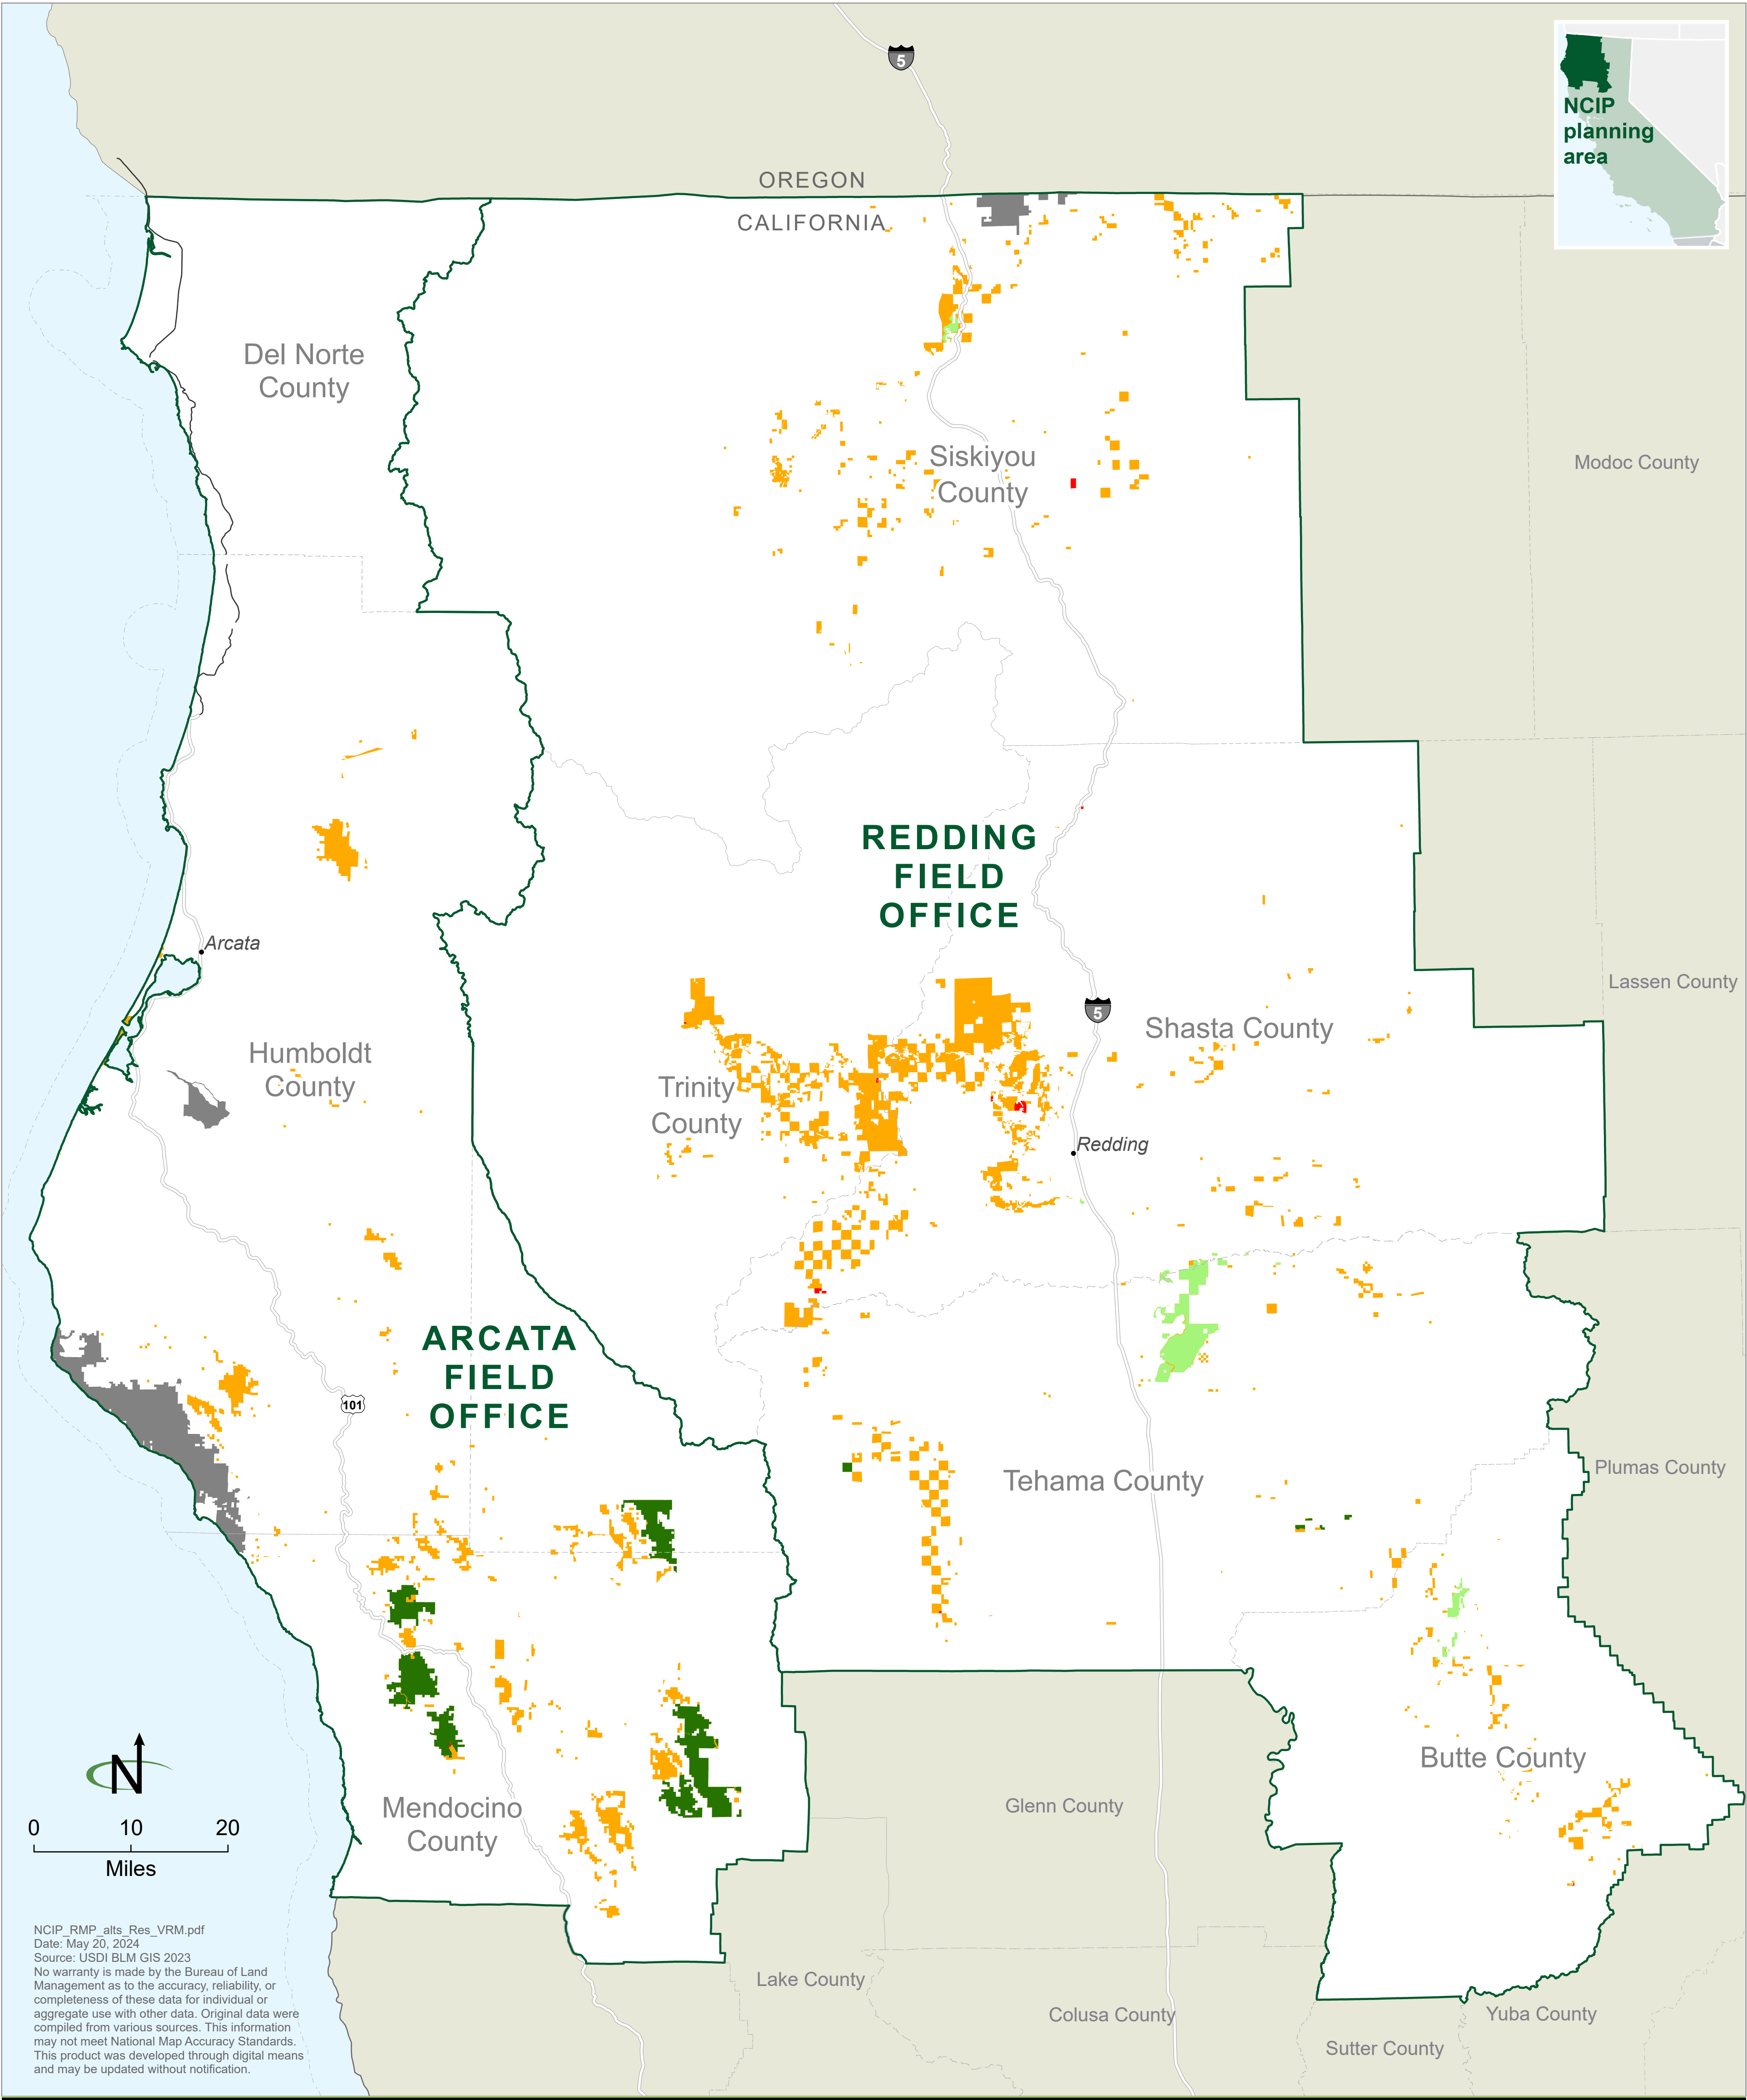 5
NCIP
planning
area
OREGON
CALIFORNIA
Del Norte
County
Siskiyou
County
Modoc County
REDDING
FIELD
OFFICE
Arcata
Lassen County
5
Shasta County
Humboldt
County
Trinity
County
Redding
ARCATA
FIELD
OFFICE
101
Tehama County
Plumas County
N
Butte County
Mendocino
County
Glenn County
0 10 20
Miles
NCIP_RMP_alts_Res_VRM.pdf
Date: May 20, 2024
Source: USDI BLM GIS 2023
No warranty is made by the Bureau of Land
Management as to the accuracy, reliability, or
completeness of these data for individual or
aggregate use with other data. Original data were
compiled from various sources. This information
may not meet National Map Accuracy Standards.
This product was developed through digital means
and may be updated without notification.
Lake County
Colusa County
Yuba County
Sutter County